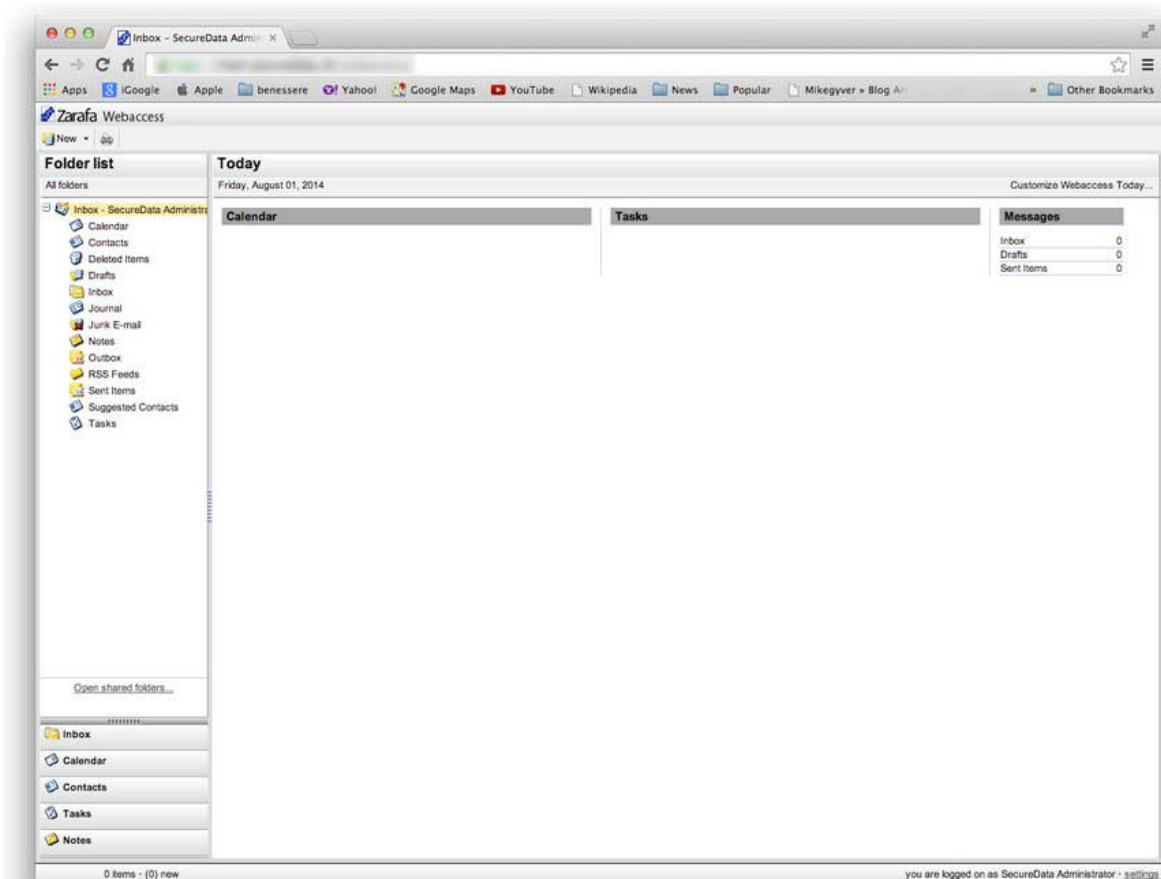 Inbox - SecureData Admi
Apps iGoogle Apple benessere Yahoo! Google Maps YouTube Wikipedia News Popular Mikegyver » Blog Ar » Other Bookmarks
Zarafa Webaccess
New
Folder list
All folders
Inbox - SecureData Administra
Calendar
Contacts
Deleted Items
Drafts
Inbox
Journal
Junk E-mail
Notes
Outbox
RSS Feeds
Sent Items
Suggested Contacts
Tasks
Open shared folders...
Inbox
Calendar
Contacts
Tasks
Notes
Today
Friday, August 01, 2014 Customize Webaccess Today...
Calendar Tasks Messages
Inbox 0
Drafts 0
Sent Items 0
0 items - (0) new you are logged on as SecureData Administrator - settings